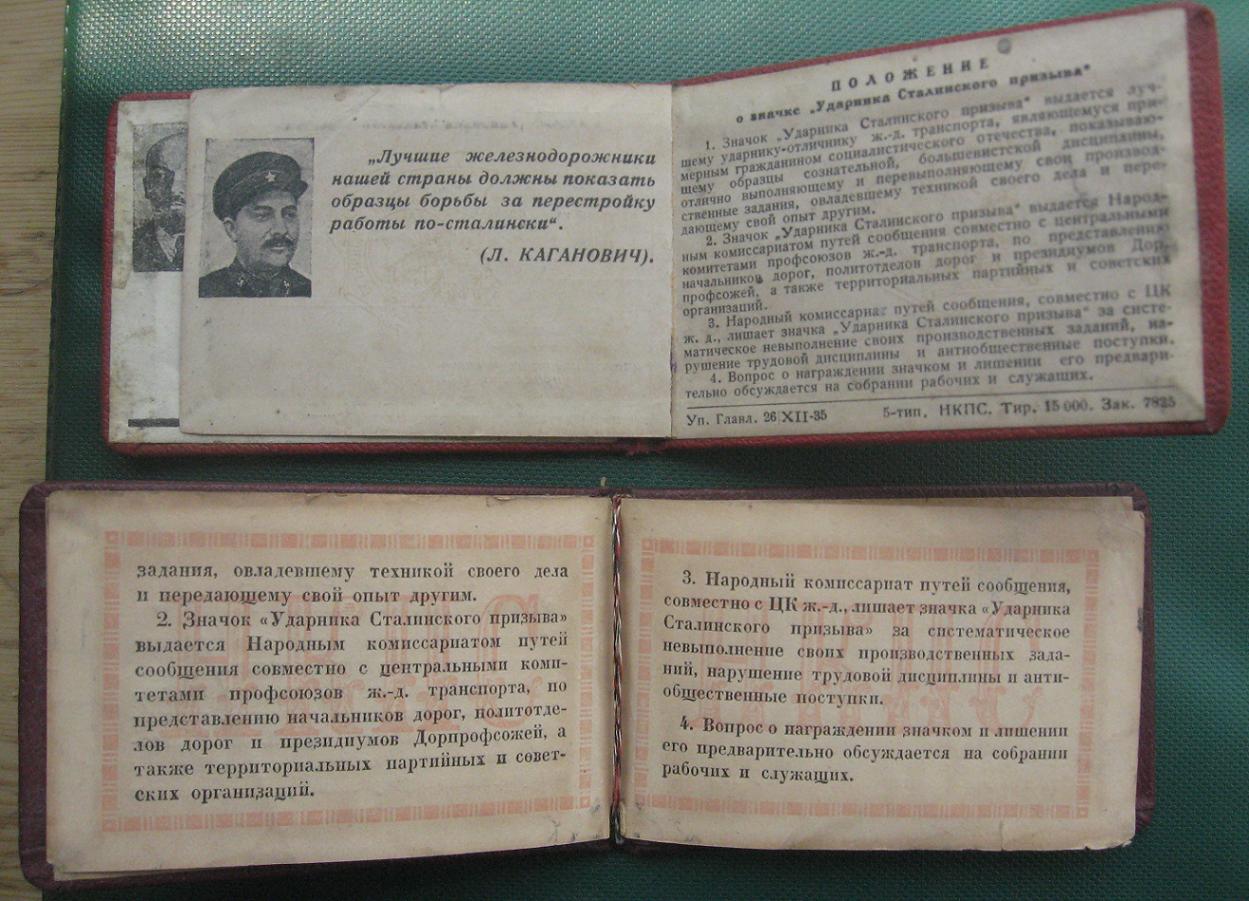 „Лучшие железнодорожники
нашей страны должны показать
образцы борьбы за перестройку
работы по-сталински“.
(Л. КАГАНОВИЧ).
ПОЛОЖЕНИЕ
о значке „Ударника Сталинского призыва“
1. Значок „Ударника Сталинского призыва“ выдается луч-
шему ударнику-отличнику ж.-д. транспорта, являющемуся при-
мерным гражданином социалистического отечества, показываю-
щему образцы сознательной, большевистской дисциплины,
отлично выполняющему и перевыполняющему свои производ-
ственные задания, овладевшему техникой своего дела и пере-
дающему свой опыт другим.
2. Значок „Ударника Сталинского призыва“ выдается Народ-
ным комиссариатом путей сообщения совместно с центральными
комитетами профсоюзов ж.-д. транспорта, по представлению
начальников дорог, политотделов дорог и президиумов Дор-
профсожей, а также территориальных партийных и советских
организаций.
3. Народный комиссариат путей сообщения, совместно с ЦК
ж. д., лишает значка „Ударника Сталинского призыва“ за систе-
матическое невыполнение своих производственных заданий, на-
рушение трудовой дисциплины и антиобщественные поступки.
4. Вопрос о награждении значком и лишении его предвари-
тельно обсуждается на собрании рабочих и служащих.
Уп. Главл. 26/XII-35 5-тип. НКПС. Тир. 15 000. Зак. 7825
задания, овладевшему техникой своего дела
и передающему свой опыт другим.
2. Значок «Ударника Сталинского призыва»
выдается Народным комиссариатом путей
сообщения совместно с центральными коми-
тетами профсоюзов ж.-д. транспорта, по
представлению начальников дорог, политотде-
лов дорог и президиумов Дорпрофсожей, а
также территориальных партийных и совет-
ских организаций.
3. Народный комиссариат путей сообщения,
совместно с ЦК ж.-д., лишает значка «Ударника
Сталинского призыва» за систематическое
невыполнение своих производственных зада-
ний, нарушение трудовой дисциплины и анти-
общественные поступки.
4. Вопрос о награждении значком и лишении
его предварительно обсуждается на собрании
рабочих и служащих.